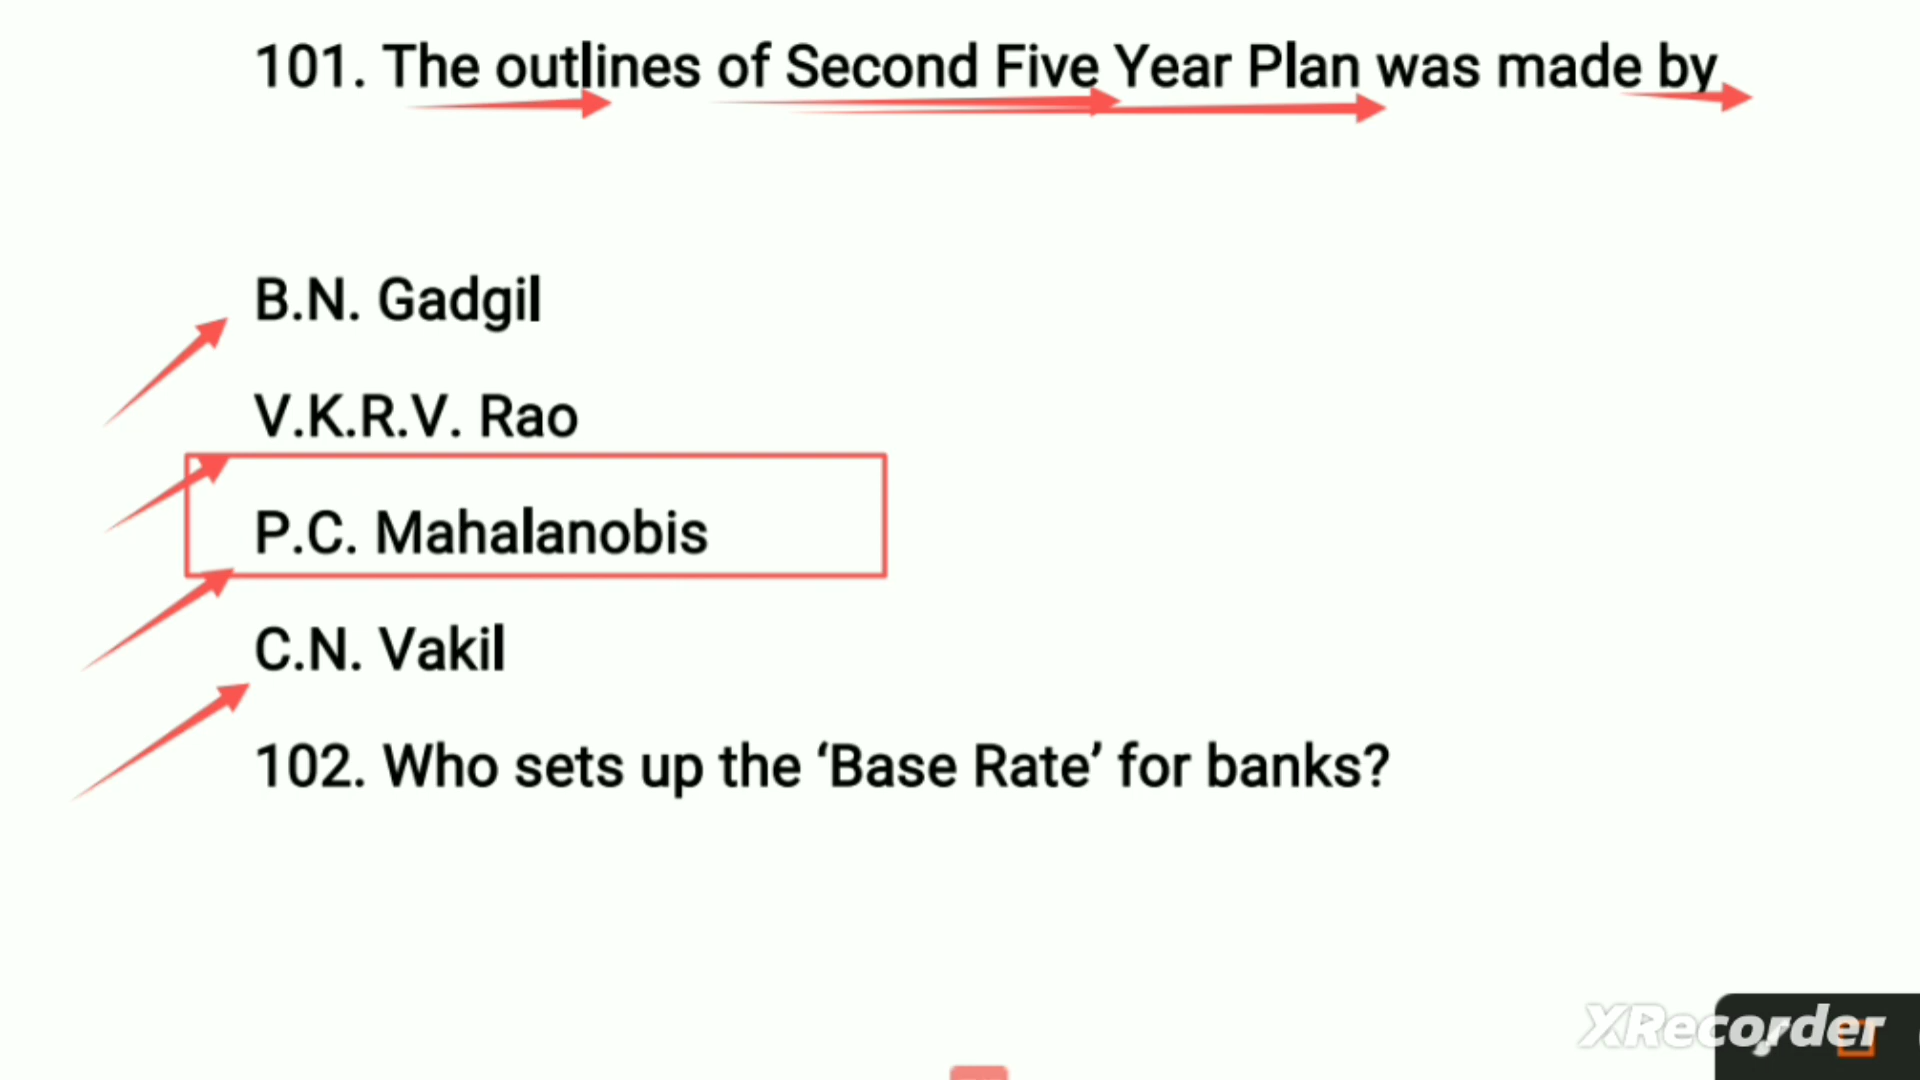 101. The outlines of Second Five Year Plan was made by
B.N. Gadgil
V.K.R.V. Rao
P.C. Mahalanobis
C.N. Vakil
102. Who sets up the ‘Base Rate’ for banks?
XRecorder